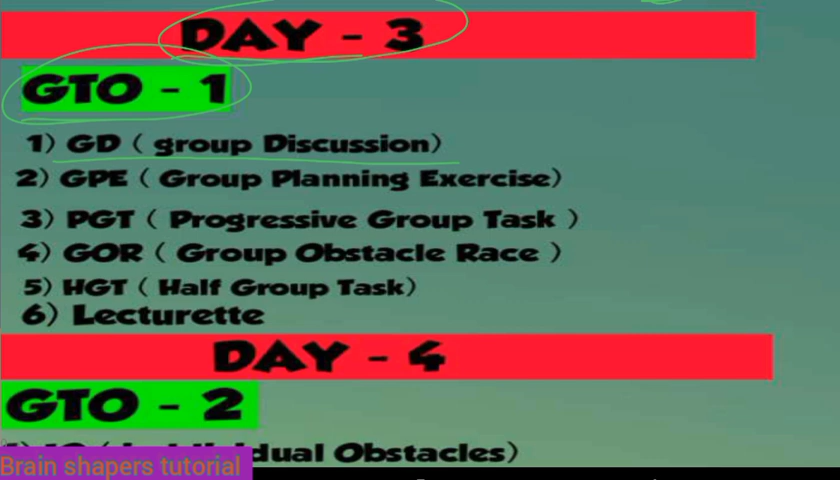 DAY - 3
GTO - 1
1) GD ( group Discussion)
2) GPE ( Group Planning Exercise)
3) PGT ( Progressive Group Task )
4) GOR ( Group Obstacle Race )
5) HGT ( Half Group Task)
6) Lecturette
DAY - 4
GTO - 2
Obstacles)
Brain shapers tutorial